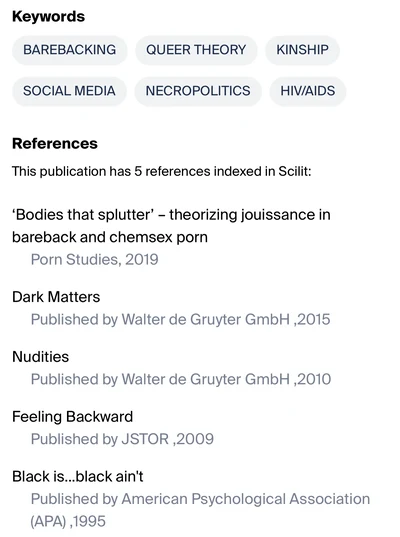 Keywords
BAREBACKING QUEER THEORY KINSHIP
SOCIAL MEDIA NECROPOLITICS HIV/AIDS
References
This publication has 5 references indexed in Scilit:
‘Bodies that splutter’ – theorizing jouissance in
bareback and chemsex porn
Porn Studies, 2019
Dark Matters
Published by Walter de Gruyter GmbH ,2015
Nudities
Published by Walter de Gruyter GmbH ,2010
Feeling Backward
Published by JSTOR ,2009
Black is...black ain't
Published by American Psychological Association
(APA) ,1995